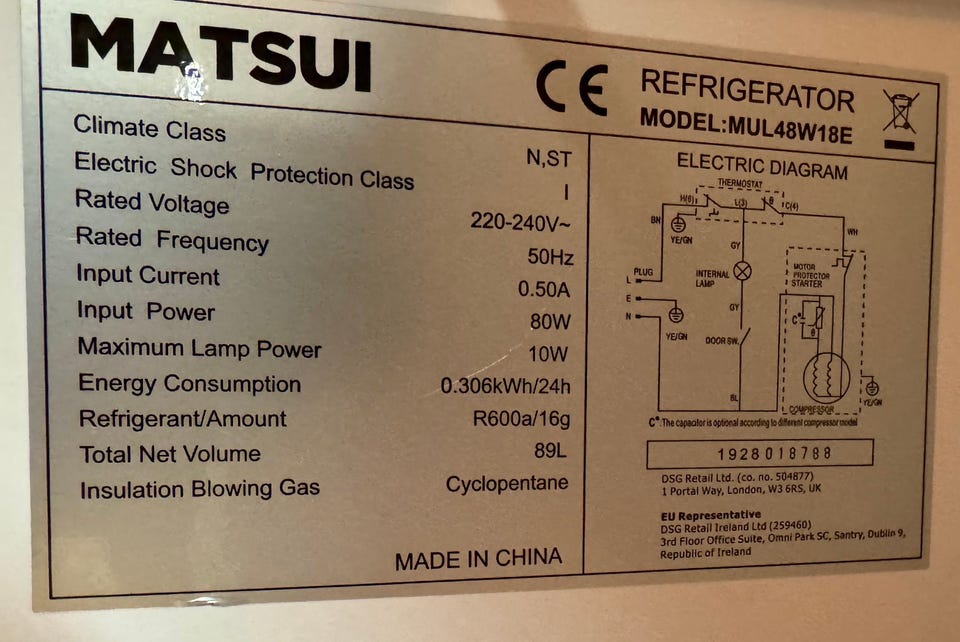 MATSUI
CE REFRIGERATOR
MODEL:MUL48W18E
Climate Class N,ST
Electric Shock Protection Class I
Rated Voltage 220-240V~
Rated Frequency 50Hz
Input Current 0.50A
Input Power 80W
Maximum Lamp Power 10W
Energy Consumption 0.306kWh/24h
Refrigerant/Amount R600a/16g
Total Net Volume 89L
Insulation Blowing Gas Cyclopentane
MADE IN CHINA
ELECTRIC DIAGRAM
THERMOSTAT
H(6) L(3) θ C(4)
BN
YE/GN
GY
WH
PLUG
L
E
N
YE/GN
INTERNAL
LAMP
GY
DOOR SW.
BL
MOTOR
PROTECTOR
STARTER
C*
θ
COMPRESSOR
YE/GN
C*:The capacitor is optional according to different compressor model
1928018788
DSG Retail Ltd. (co. no. 504877)
1 Portal Way, London, W3 6RS, UK
EU Representative
DSG Retail Ireland Ltd (259460)
3rd Floor Office Suite, Omni Park SC, Santry, Dublin 9,
Republic of Ireland